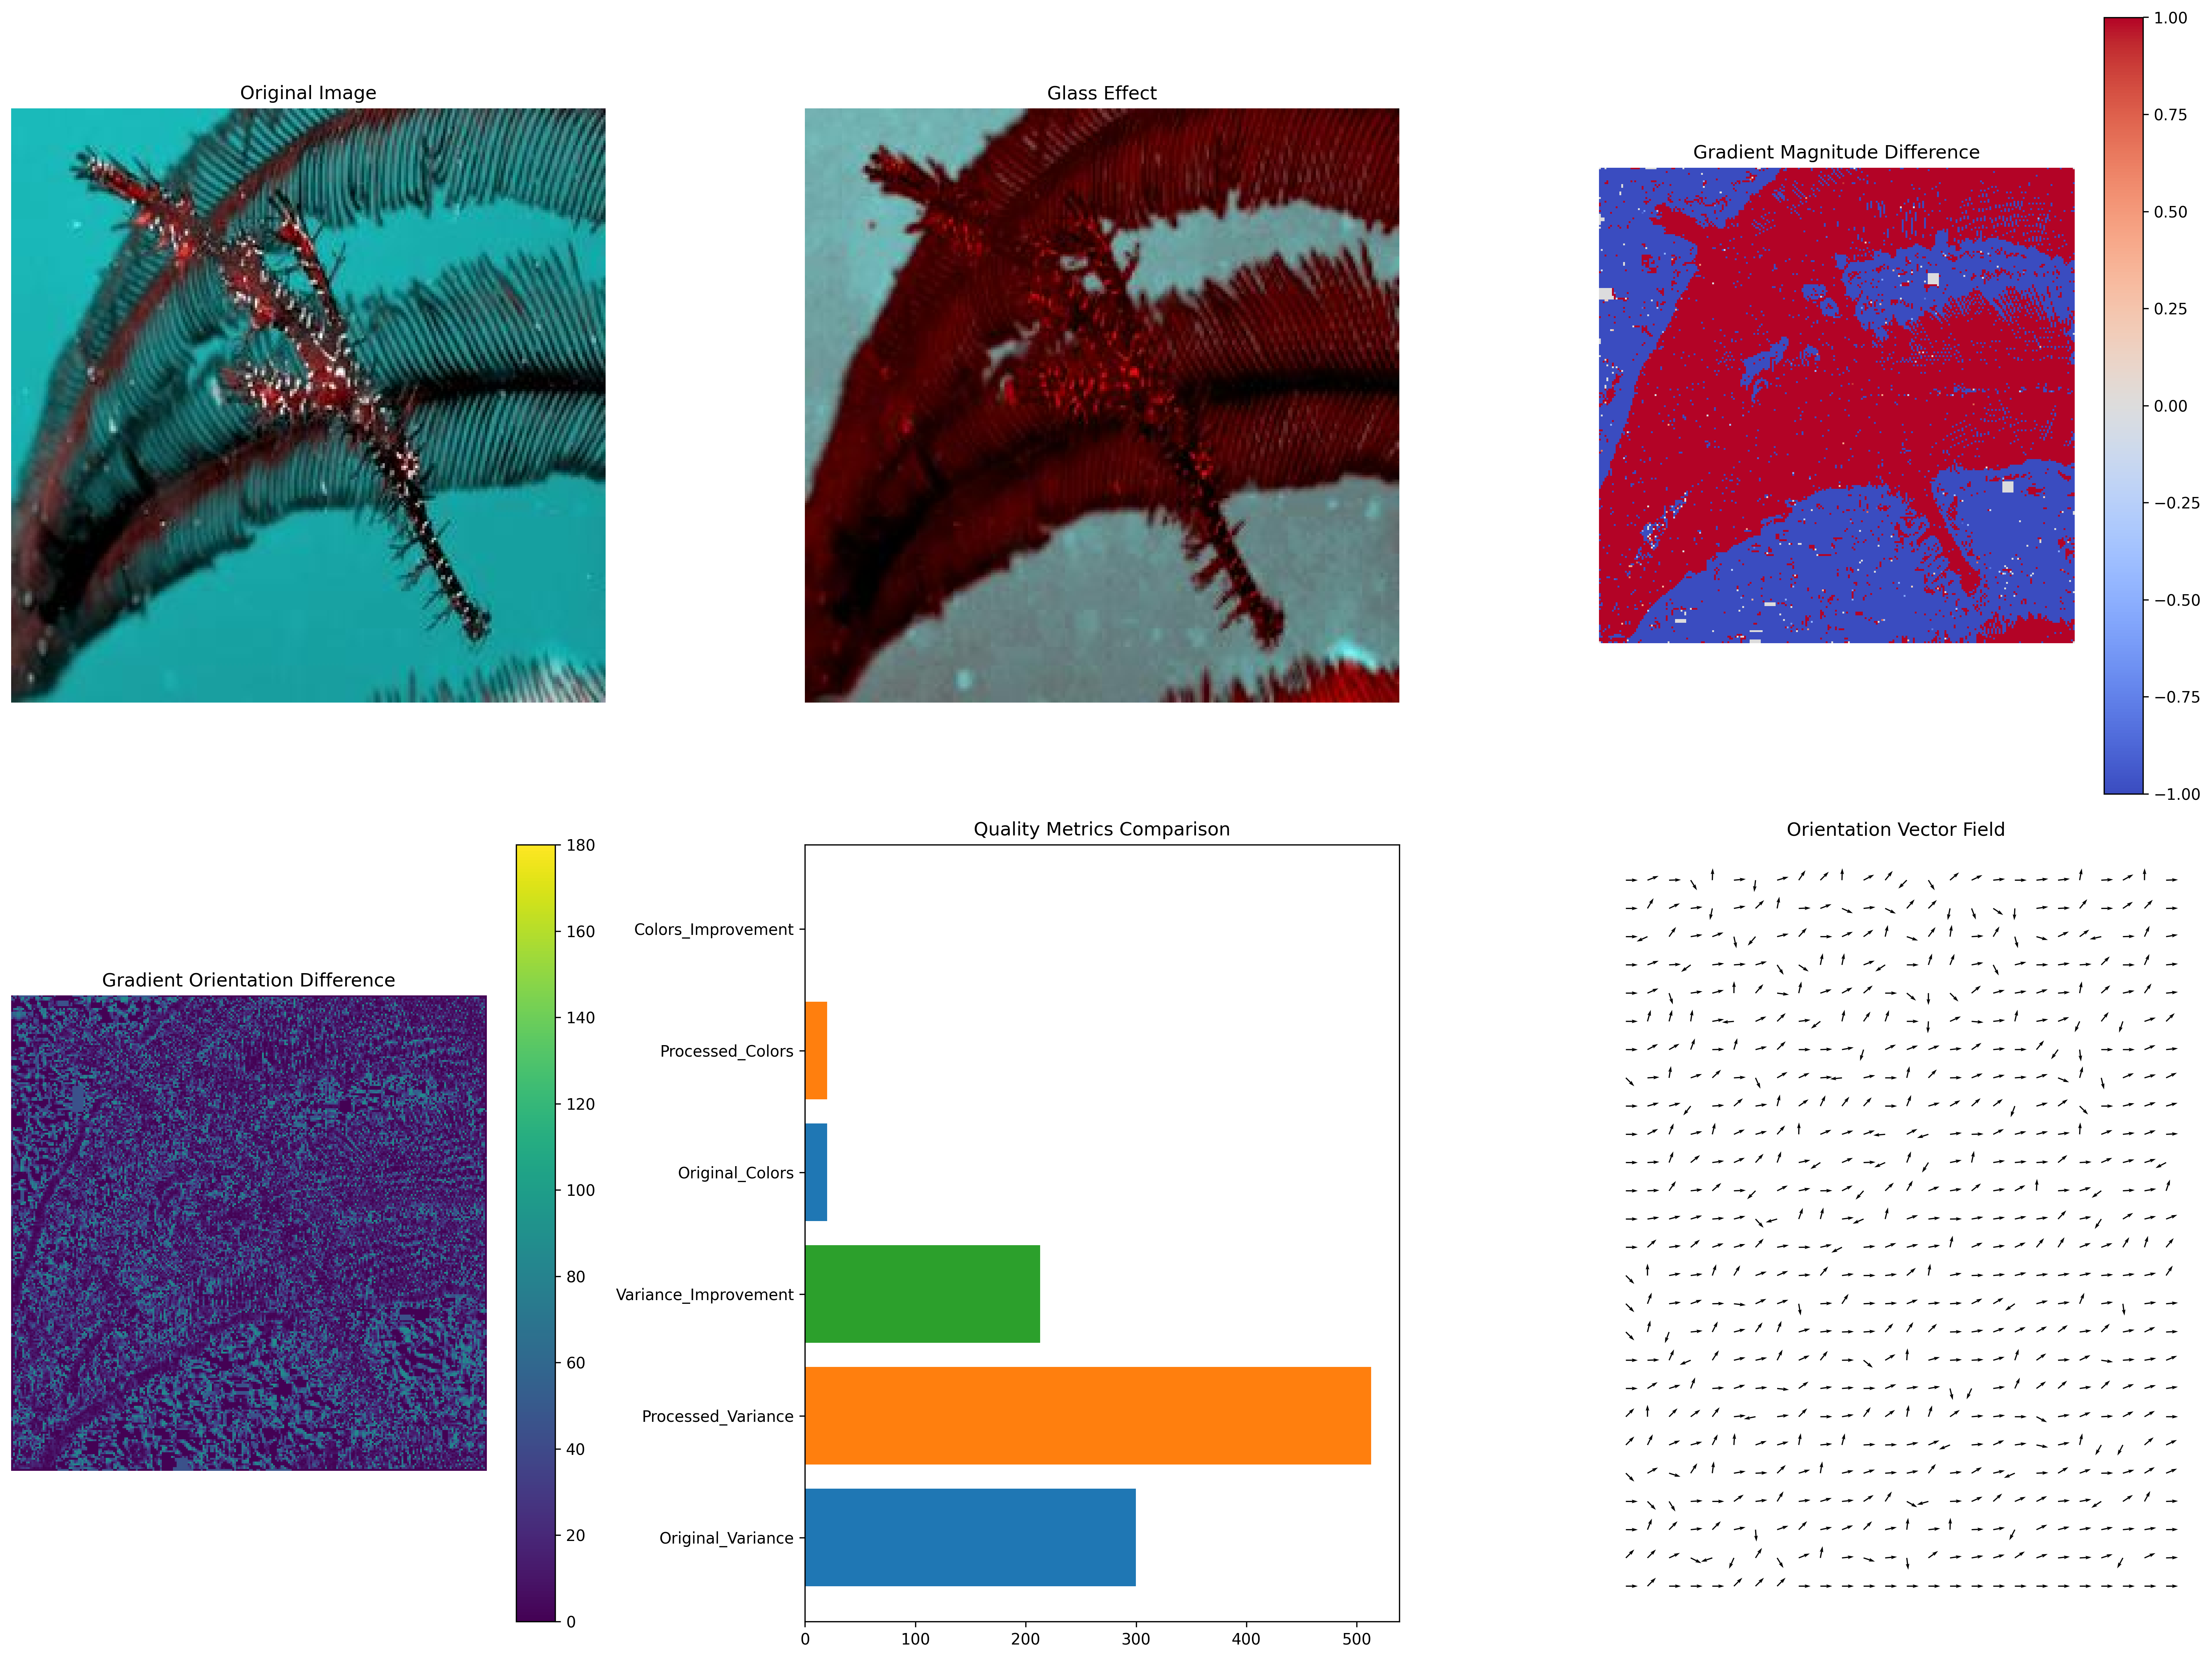 Original Image
Glass Effect
Gradient Magnitude Difference
1.00
0.75
0.50
0.25
0.00
−0.25
−0.50
−0.75
−1.00
Gradient Orientation Difference
180
160
140
120
100
80
60
40
20
0
Quality Metrics Comparison
Colors_Improvement
Processed_Colors
Original_Colors
Variance_Improvement
Processed_Variance
Original_Variance
0 100 200 300 400 500
Orientation Vector Field